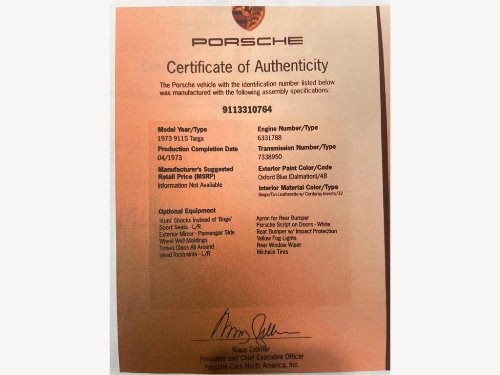 PORSCHE
Certificate of Authenticity
The Porsche vehicle with the identification number listed below
was manufactured with the following assembly specifications:
9113310764
Model Year/Type
1973 911S Targa
Production Completion Date
04/1973
Manufacturer's Suggested
Retail Price (MSRP)
Information Not Available
Engine Number/Type
6331788
Transmission Number/Type
7338950
Exterior Paint Color/Code
Oxford Blue (Dalmation)/48
Interior Material Color/Type
Beige/Tan Leatherette w/ Corduroy Inserts/32
Optional Equipment
'Koni' Shocks Instead of 'Boge'
Sport Seats - L/R
Exterior Mirror - Passenger Side
Wheel Well Moldings
Tinted Glass All Around
Head Restraints - L/R
Apron for Rear Bumper
Porsche Script on Doors - White
Rear Bumper w/ Impact Protection
Yellow Fog Lights
Rear Window Wiper
Michelin Tires
Klaus Zellmer
President and Chief Executive Officer
Porsche Cars North America, Inc.